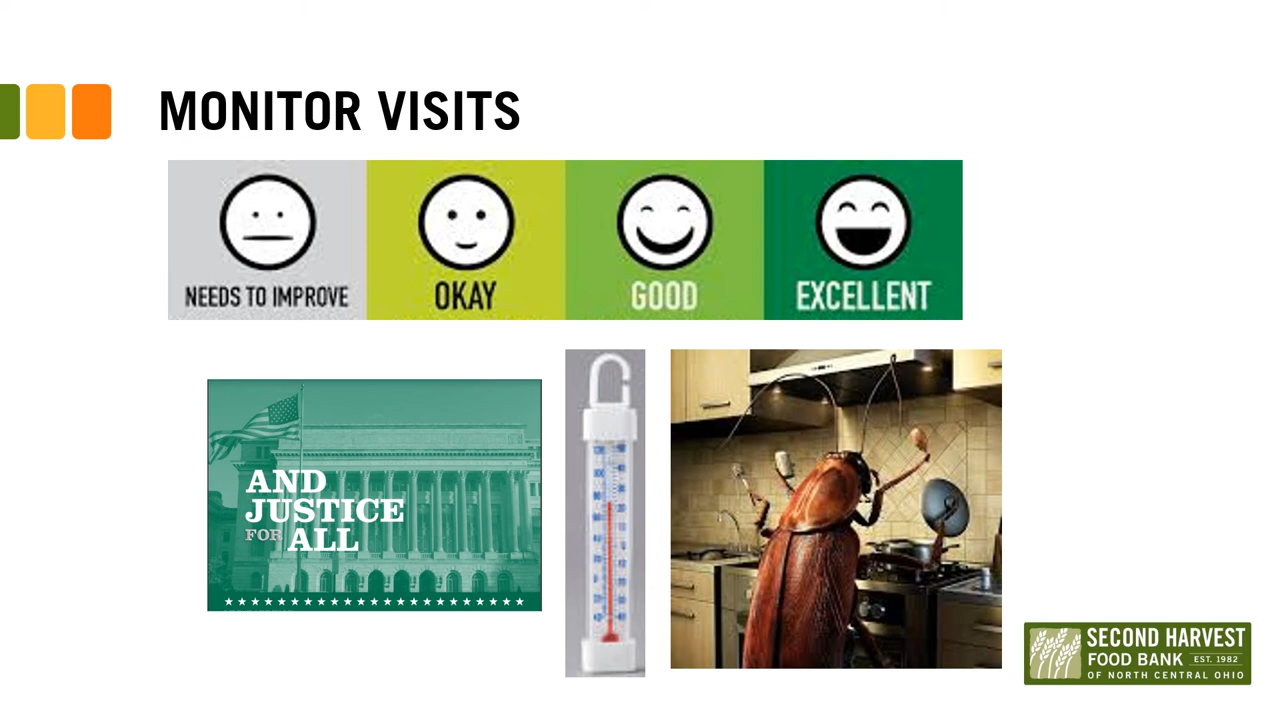 MONITOR VISITS
NEEDS TO IMPROVE
OKAY
GOOD
EXCELLENT
AND
JUSTICE
FOR ALL
SECOND HARVEST
FOOD BANK EST. 1982
OF NORTH CENTRAL OHIO